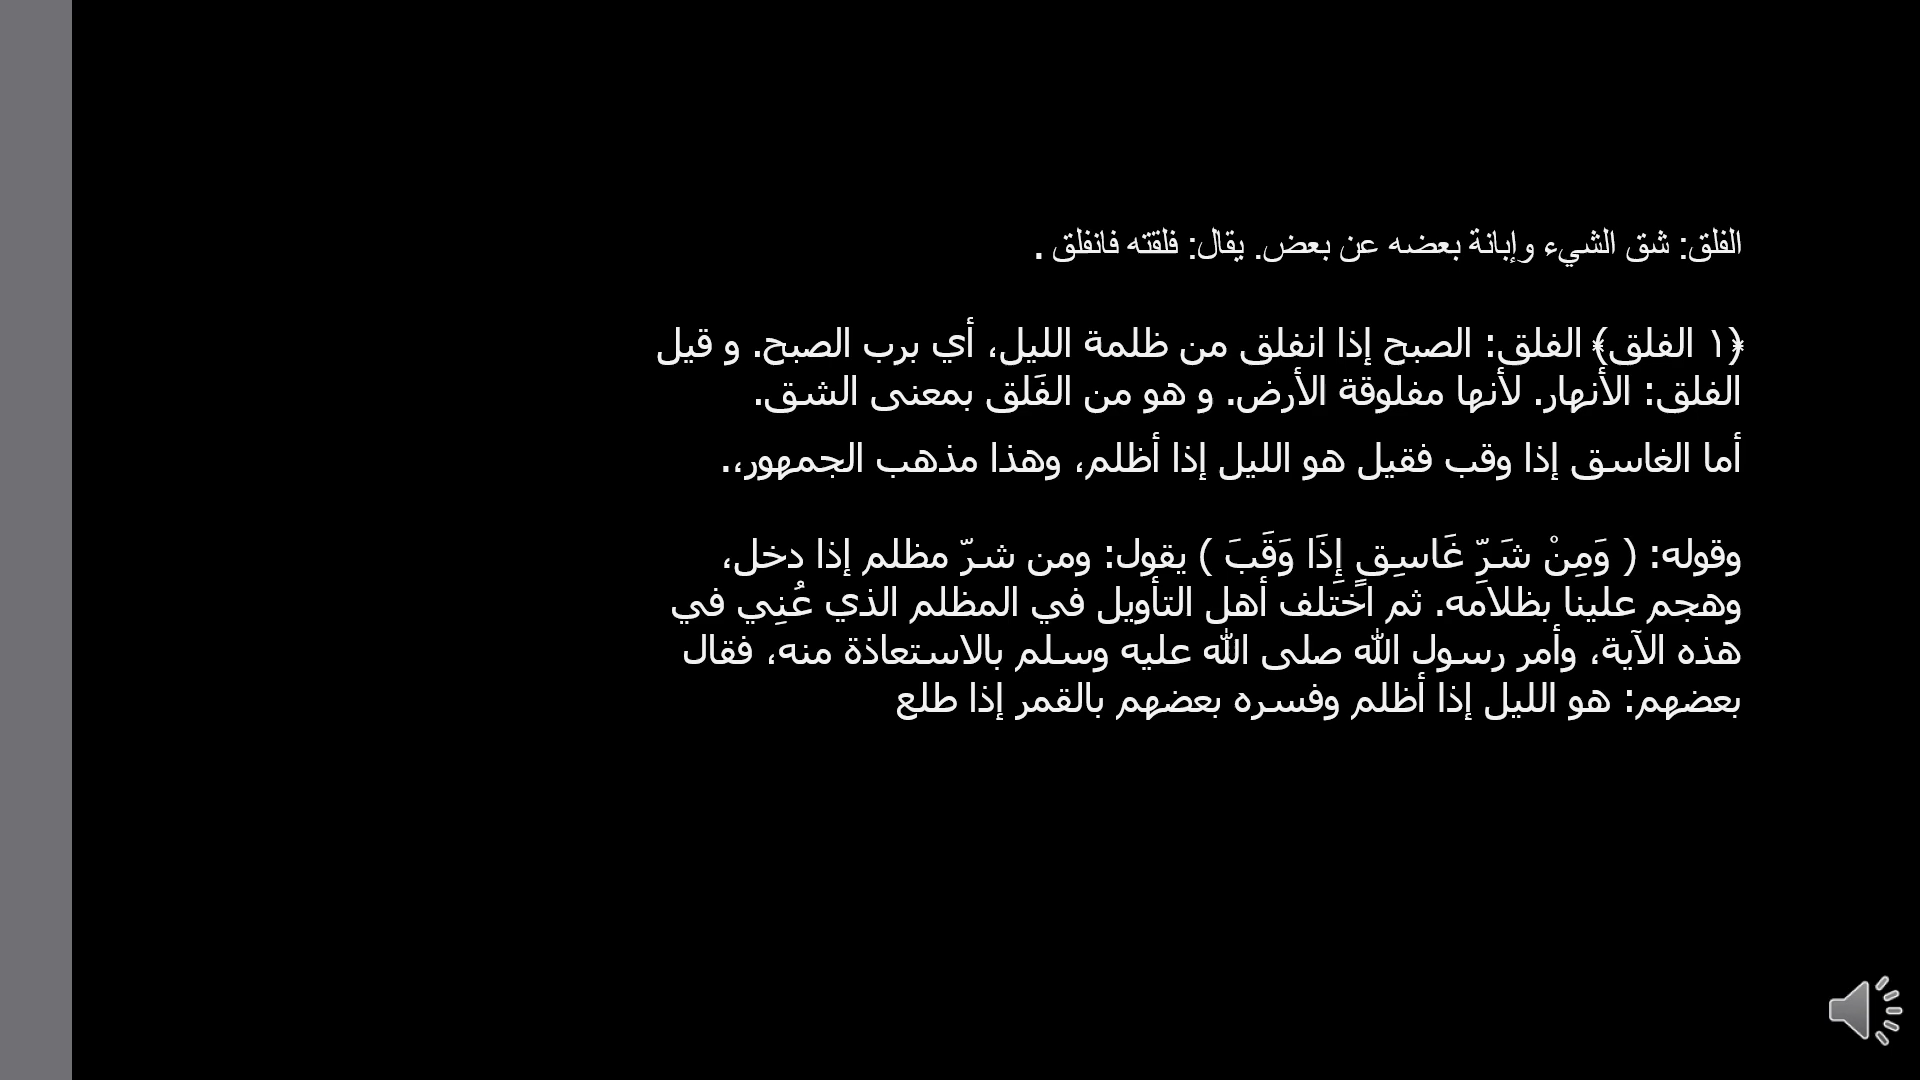 الفلق: شق الشيء وإبانة بعضه عن بعض. يقال: فلقته فانفلق .
﴿١ الفلق﴾ الفلق: الصبح إذا انفلق من ظلمة الليل، أي برب الصبح. و قيل
الفلق: الأنهار. لأنها مفلوقة الأرض. و هو من الفَلق بمعنى الشق.
أما الغاسق إذا وقب فقيل هو الليل إذا أظلم، وهذا مذهب الجمهور،.
وقوله: ( وَمِنْ شَرِّ غَاسِقٍ إِذَا وَقَبَ ) يقول: ومن شرّ مظلم إذا دخل،
وهجم علينا بظلامه. ثم اختلف أهل التأويل في المظلم الذي عُنِي في
هذه الآية، وأمر رسول الله صلى الله عليه وسلم بالاستعاذة منه، فقال
بعضهم: هو الليل إذا أظلم وفسره بعضهم بالقمر إذا طلع